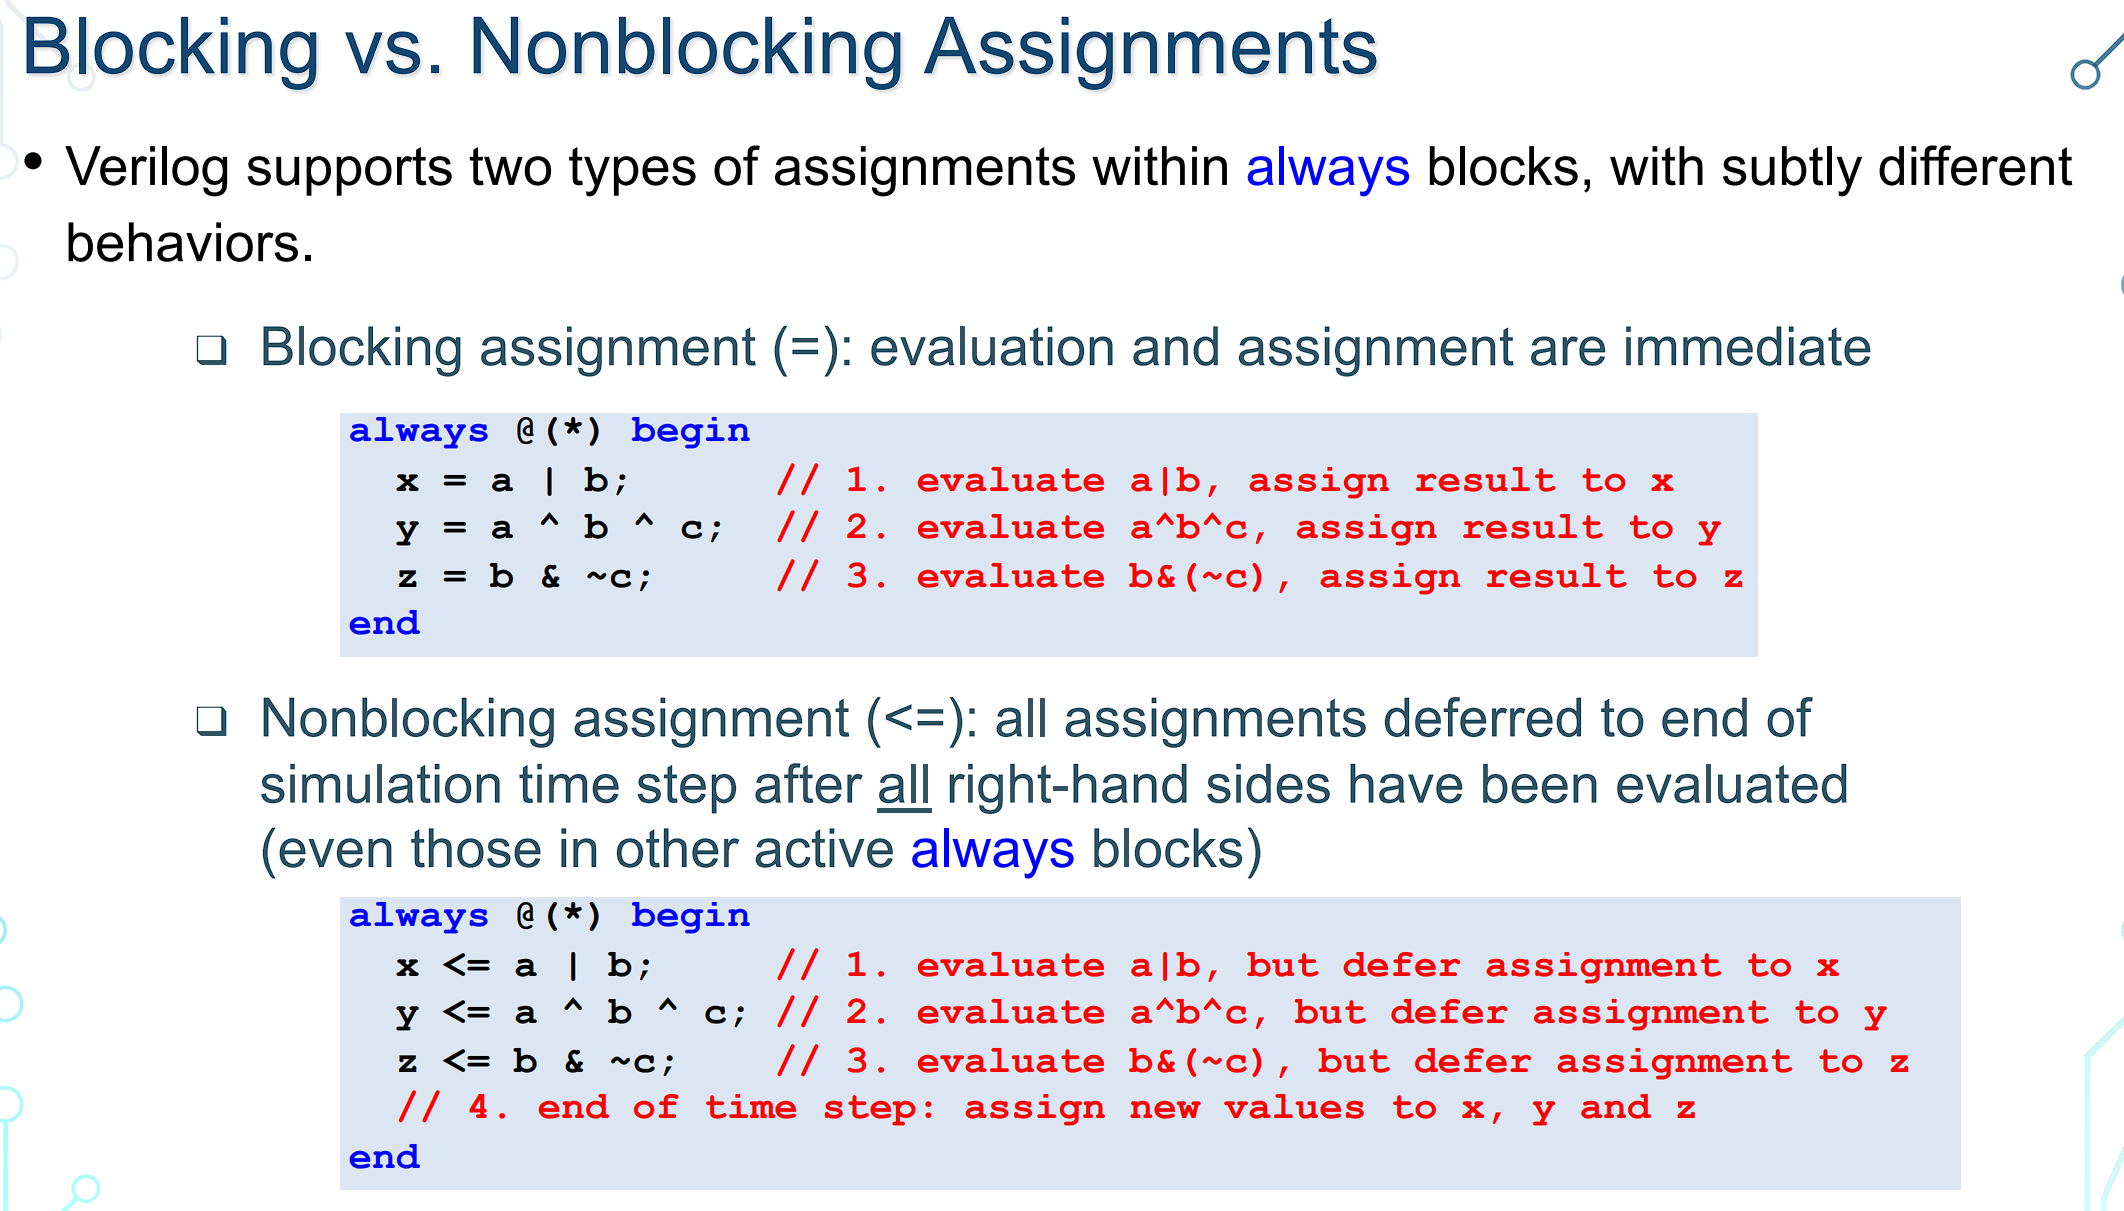 Blocking vs. Nonblocking Assignments
• Verilog supports two types of assignments within always blocks, with subtly different
behaviors.
❑ Blocking assignment (=): evaluation and assignment are immediate
always @(*) begin
  x = a | b;      // 1. evaluate a|b, assign result to x
  y = a ^ b ^ c;  // 2. evaluate a^b^c, assign result to y
  z = b & ~c;     // 3. evaluate b&(~c), assign result to z
end
❑ Nonblocking assignment (<=): all assignments deferred to end of
simulation time step after all right-hand sides have been evaluated
(even those in other active always blocks)
always @(*) begin
  x <= a | b;     // 1. evaluate a|b, but defer assignment to x
  y <= a ^ b ^ c; // 2. evaluate a^b^c, but defer assignment to y
  z <= b & ~c;    // 3. evaluate b&(~c), but defer assignment to z
  // 4. end of time step: assign new values to x, y and z
end